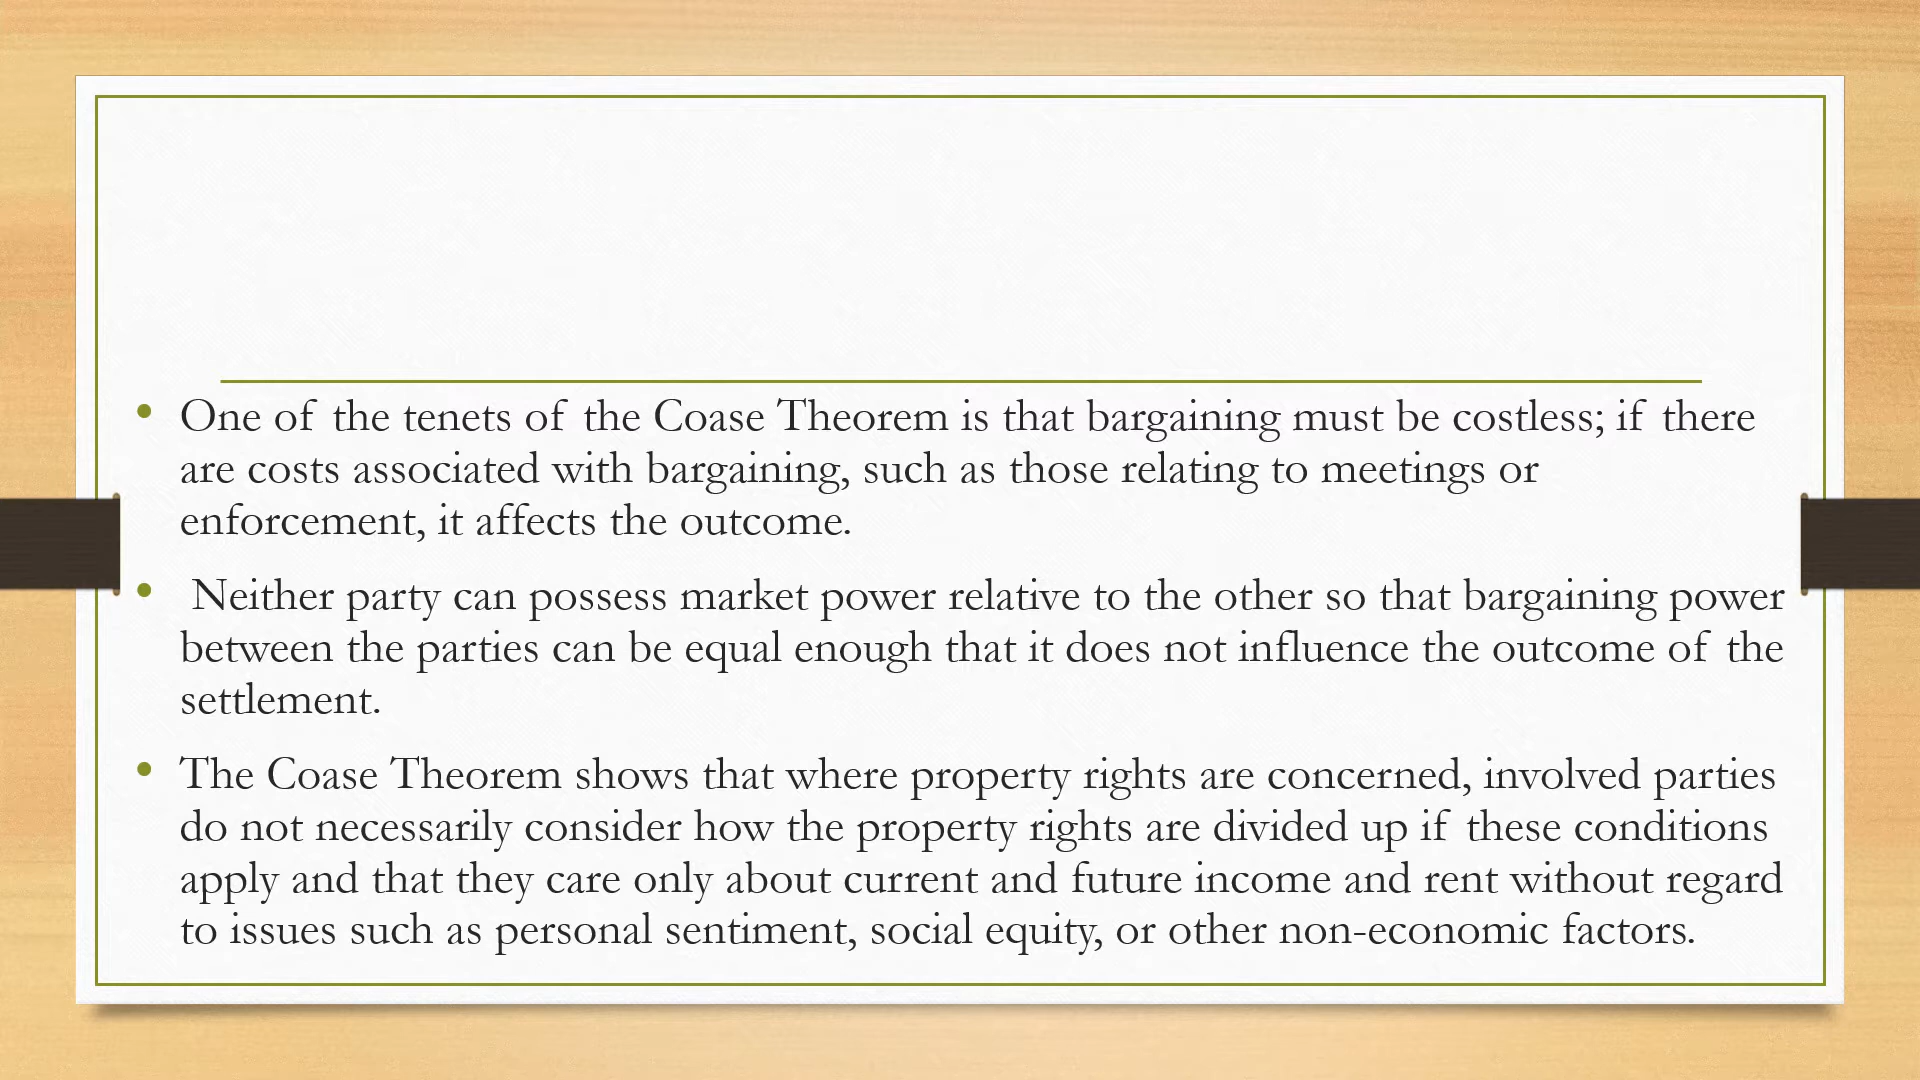 • One of the tenets of the Coase Theorem is that bargaining must be costless; if there
are costs associated with bargaining, such as those relating to meetings or
enforcement, it affects the outcome.
• Neither party can possess market power relative to the other so that bargaining power
between the parties can be equal enough that it does not influence the outcome of the
settlement.
• The Coase Theorem shows that where property rights are concerned, involved parties
do not necessarily consider how the property rights are divided up if these conditions
apply and that they care only about current and future income and rent without regard
to issues such as personal sentiment, social equity, or other non-economic factors.